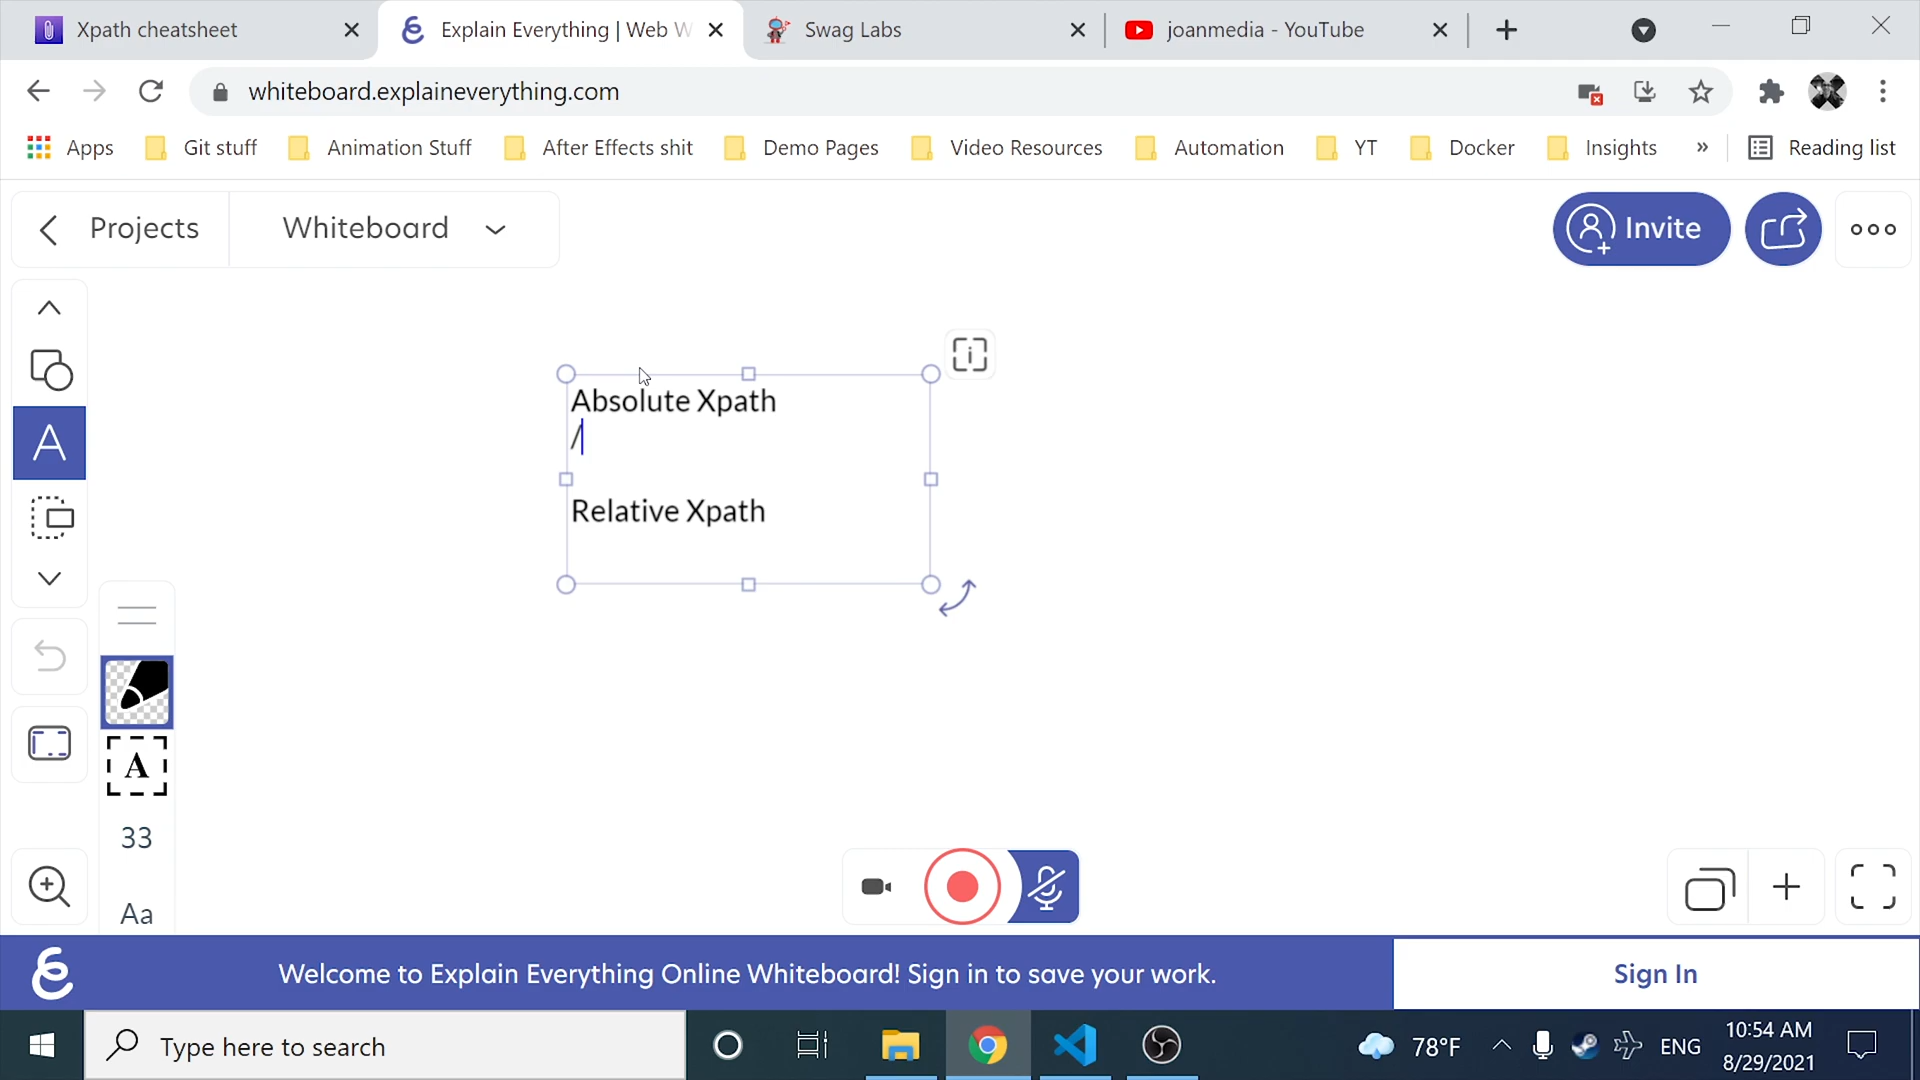 Xpath cheatsheet
Explain Everything | Web W
Swag Labs
joanmedia - YouTube
whiteboard.explaineverything.com
Apps
Git stuff
Animation Stuff
After Effects shit
Demo Pages
Video Resources
Automation
YT
Docker
Insights
»
Reading list
Projects
Whiteboard
Invite
Absolute Xpath
/
Relative Xpath
A
A
33
Aa
Welcome to Explain Everything Online Whiteboard! Sign in to save your work.
Sign In
Type here to search
78°F
ENG
10:54 AM
8/29/2021